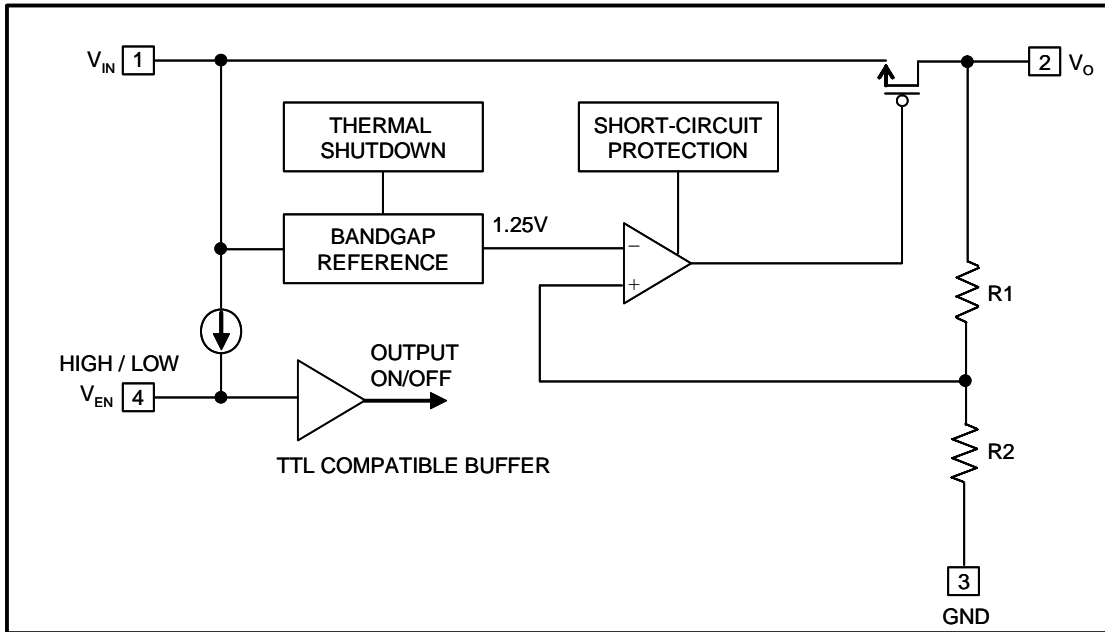 V_IN 1
2 V_O
THERMAL
SHUTDOWN
SHORT-CIRCUIT
PROTECTION
BANDGAP
REFERENCE
1.25V
−
+
R1
HIGH / LOW
V_EN 4
OUTPUT
ON/OFF
TTL COMPATIBLE BUFFER
R2
3
GND